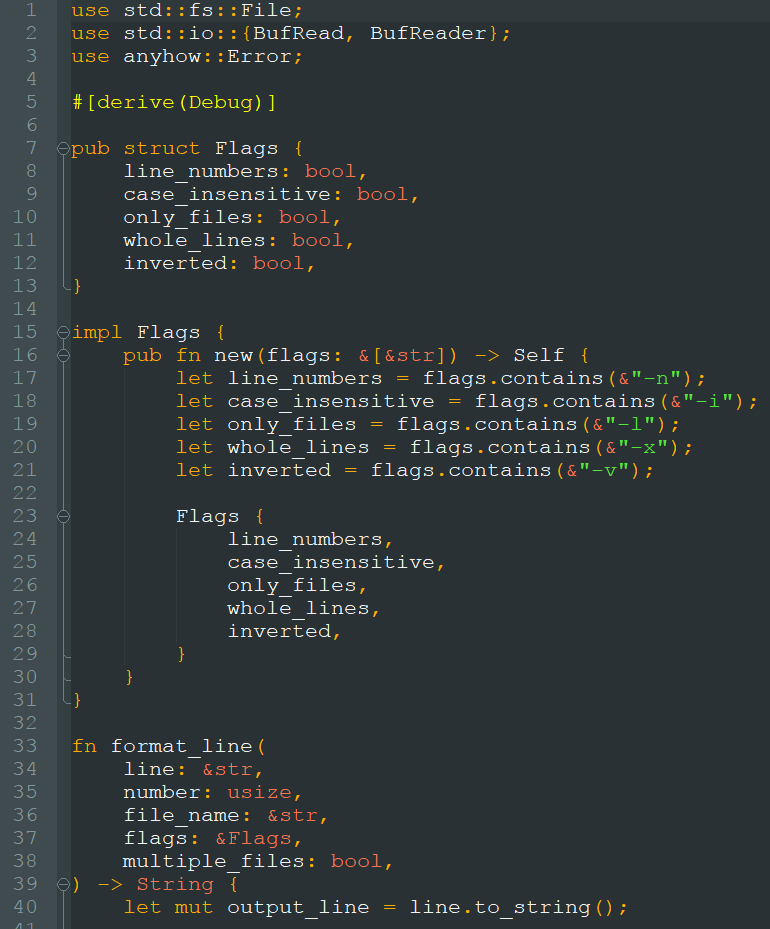 1 use std::fs::File;
2 use std::io::{BufRead, BufReader};
3 use anyhow::Error;
4
5 #[derive(Debug)]
6
7 pub struct Flags {
8     line_numbers: bool,
9     case_insensitive: bool,
10     only_files: bool,
11     whole_lines: bool,
12     inverted: bool,
13 }
14
15 impl Flags {
16     pub fn new(flags: &[&str]) -> Self {
17         let line_numbers = flags.contains(&"-n");
18         let case_insensitive = flags.contains(&"-i");
19         let only_files = flags.contains(&"-l");
20         let whole_lines = flags.contains(&"-x");
21         let inverted = flags.contains(&"-v");
22
23         Flags {
24             line_numbers,
25             case_insensitive,
26             only_files,
27             whole_lines,
28             inverted,
29         }
30     }
31 }
32
33 fn format_line(
34     line: &str,
35     number: usize,
36     file_name: &str,
37     flags: &Flags,
38     multiple_files: bool,
39 ) -> String {
40     let mut output_line = line.to_string();
41